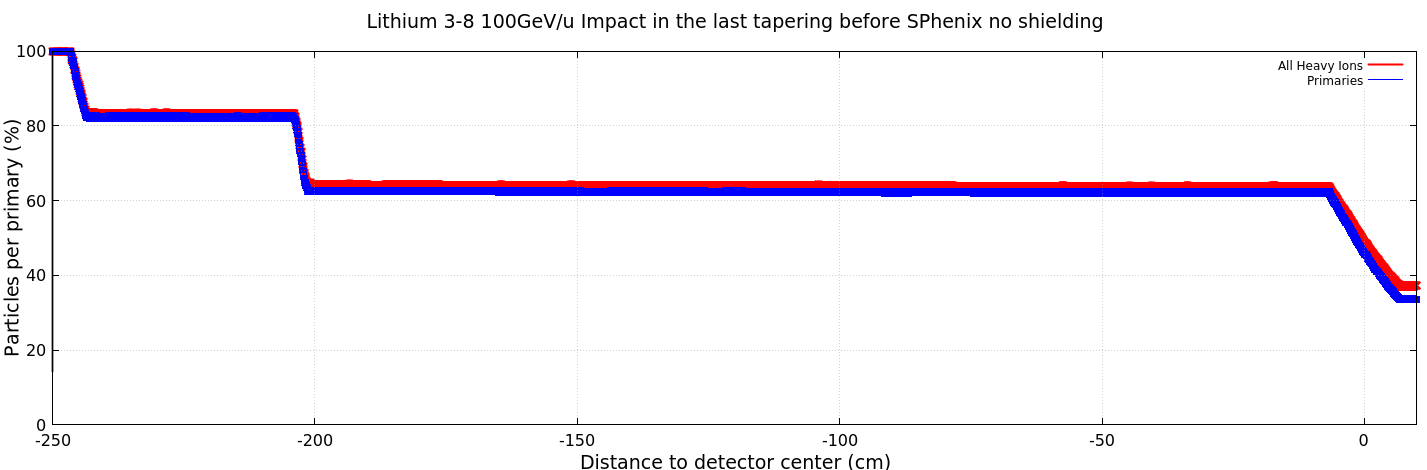 Lithium 3-8 100GeV/u Impact in the last tapering before SPhenix no shielding
All Heavy Ions
Primaries
Particles per primary (%)
100
80
60
40
20
0
-250
-200
-150
-100
-50
0
Distance to detector center (cm)